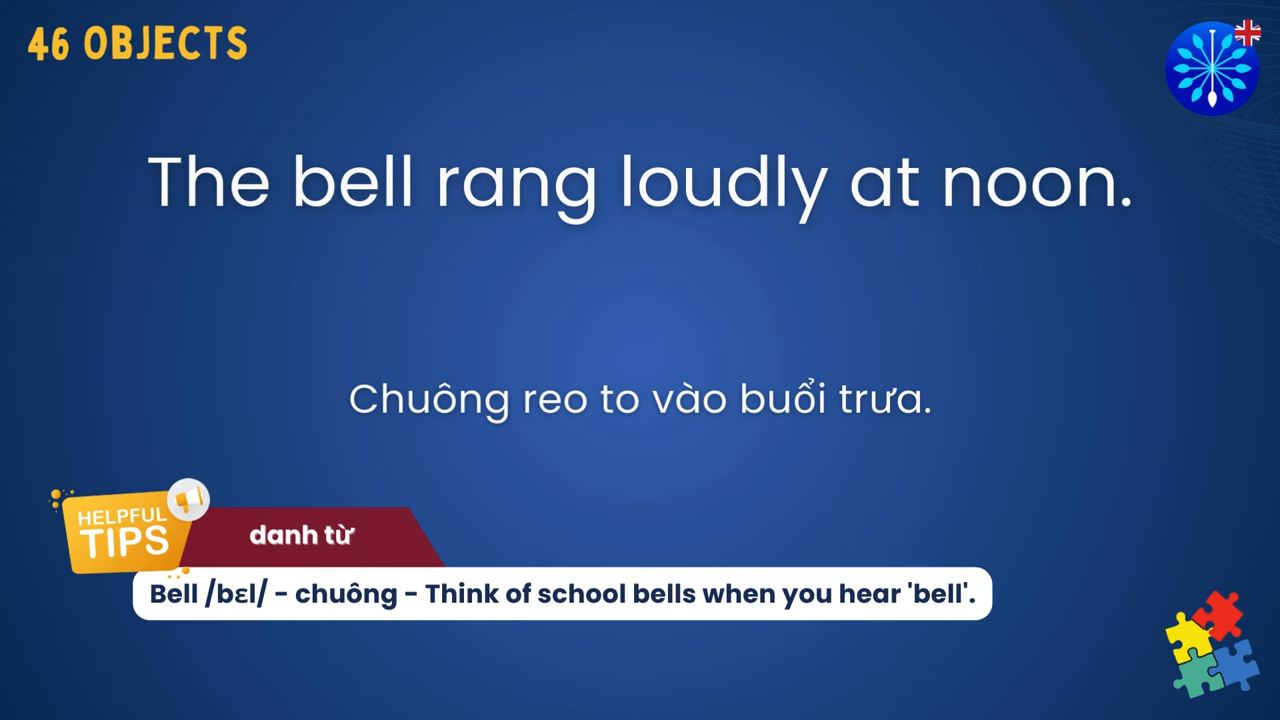 46 OBJECTS
The bell rang loudly at noon.
Chuông reo to vào buổi trưa.
HELPFUL
TIPS
danh từ
Bell /bɛl/ - chuông - Think of school bells when you hear 'bell'.